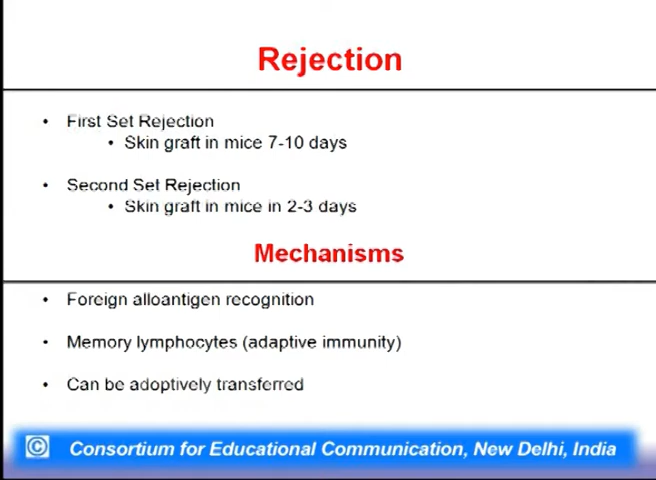 Rejection
• First Set Rejection
• Skin graft in mice 7-10 days
• Second Set Rejection
• Skin graft in mice in 2-3 days
Mechanisms
• Foreign alloantigen recognition
• Memory lymphocytes (adaptive immunity)
• Can be adoptively transferred
© Consortium for Educational Communication, New Delhi, India